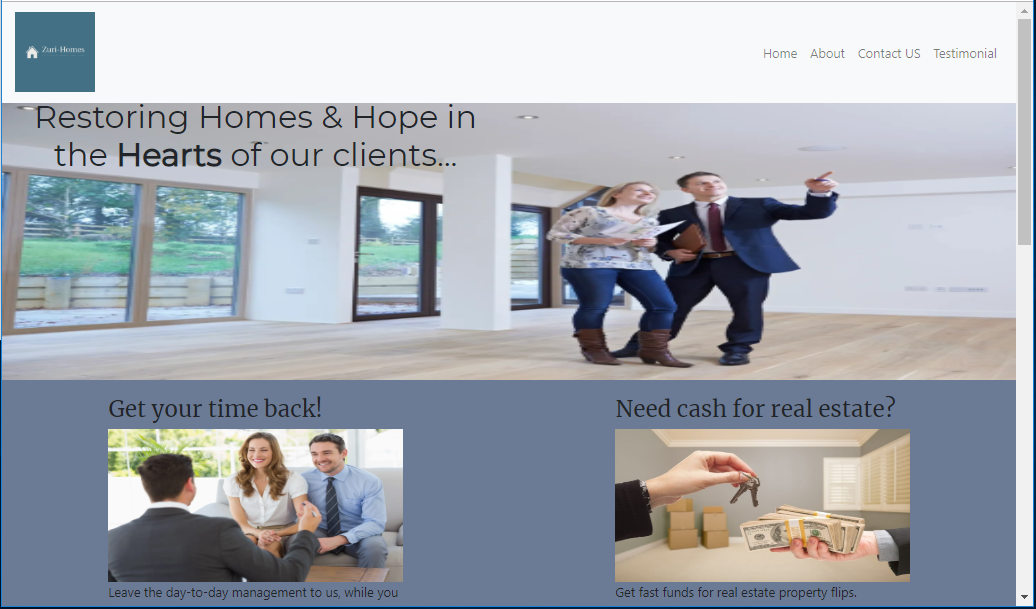 Zuri-Homes
Home About Contact US Testimonial
Restoring Homes & Hope in
the Hearts of our clients...
Get your time back!
Need cash for real estate?
Leave the day-to-day management to us, while you
Get fast funds for real estate property flips.